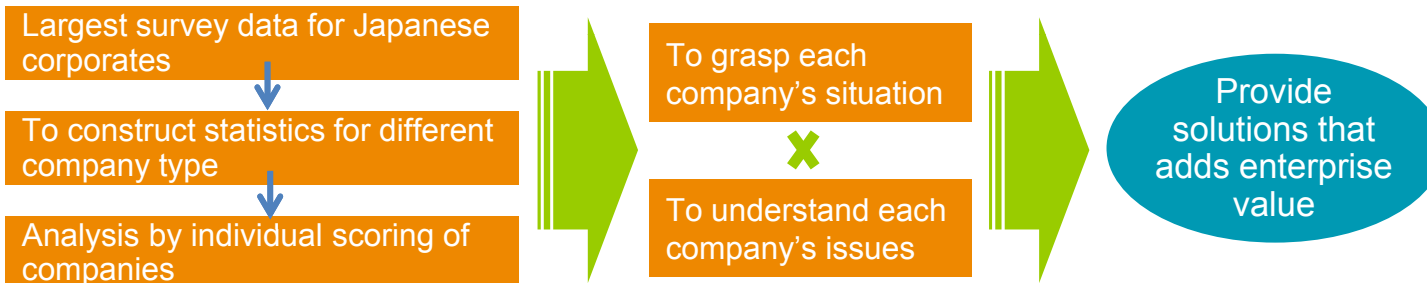 Largest survey data for Japanese
corporates
To construct statistics for different
company type
Analysis by individual scoring of
companies
To grasp each
company's situation
To understand each
company's issues
Provide
solutions that
adds enterprise
value